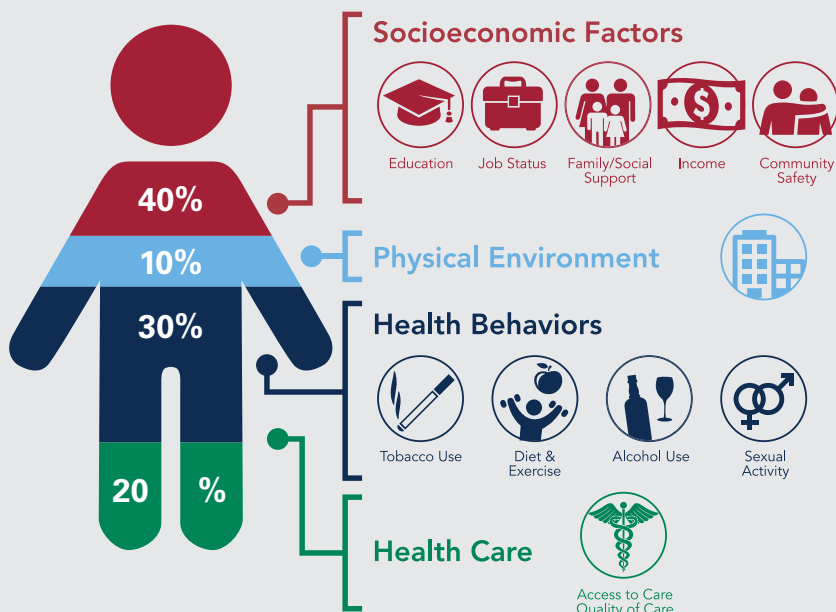 Socioeconomic Factors
Education
Job Status
Family/Social
Support
Income
Community
Safety
40%
10%
Physical Environment
30%
Health Behaviors
Tobacco Use
Diet &
Exercise
Alcohol Use
Sexual
Activity
20 %
Health Care
Access to Care
Quality of Care
$